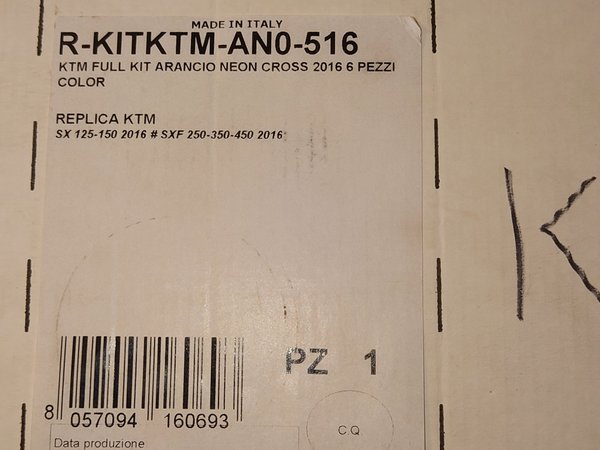 MADE IN ITALY
R-KITKTM-AN0-516
KTM FULL KIT ARANCIO NEON CROSS 2016 6 PEZZI
COLOR
REPLICA KTM
SX 125-150 2016 # SXF 250-350-450 2016
PZ 1
8 057094 160693
C.Q.
Data produzione
K